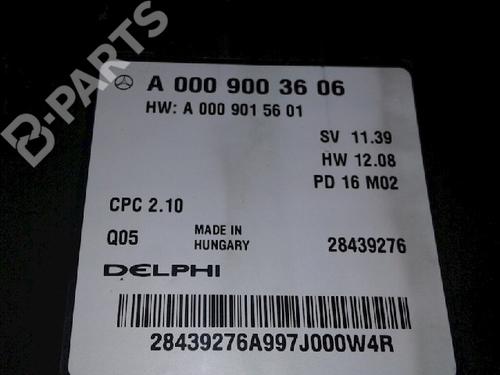 B-PARTS
A 000 900 36 06
HW: A 000 901 56 01
SV 11.39
HW 12.08
PD 16 M02
CPC 2.10
Q05 MADE IN HUNGARY 28439276
DELPHI
28439276A997J000W4R